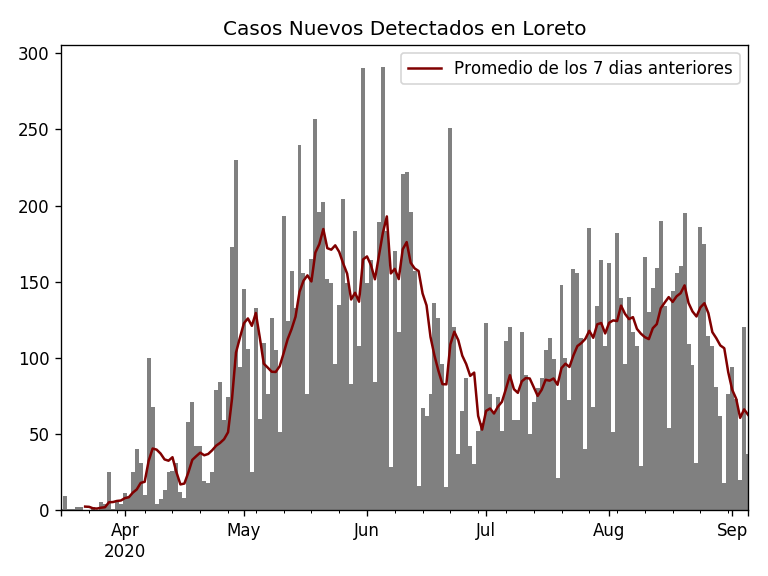 Casos Nuevos Detectados en Loreto
Promedio de los 7 dias anteriores
300
250
200
150
100
50
0
Apr
2020
May
Jun
Jul
Aug
Sep